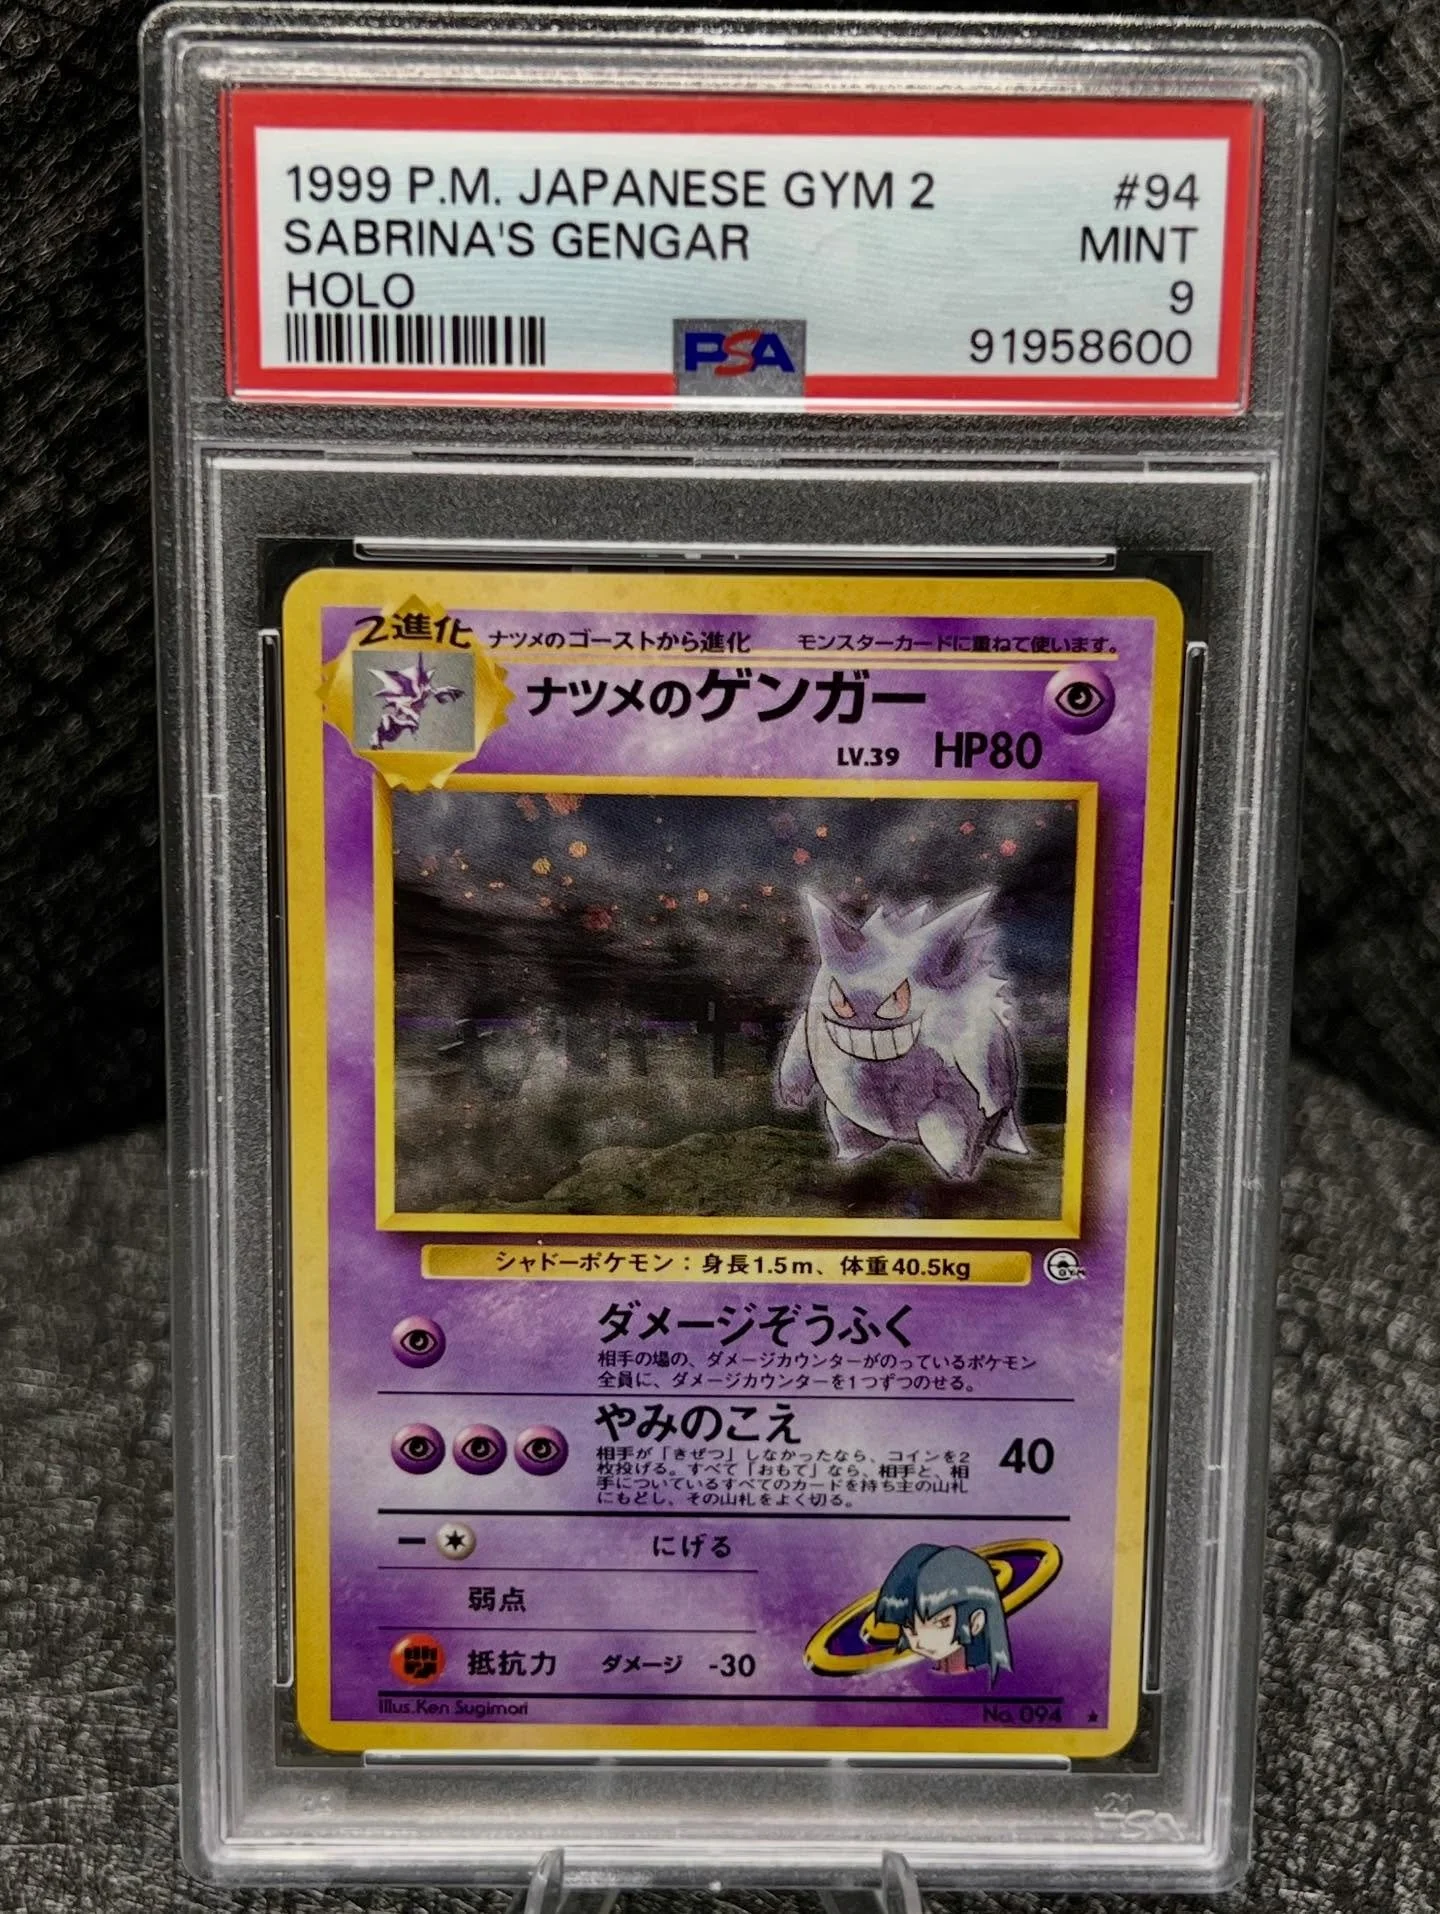 1999 P.M. JAPANESE GYM 2 #94
SABRINA'S GENGAR MINT
HOLO 9
PSA 91958600
2進化 ナツメのゴーストから進化 モンスターカードに重ねて使います。
ナツメのゲンガー
LV.39 HP80
シャドーポケモン：身長1.5m、体重40.5kg
GYM
ダメージぞうふく
相手の場の、ダメージカウンターがのっているポケモン
全員に、ダメージカウンターを1つずつのせる。
やみのこえ 40
相手が「きぜつ」しなかったなら、コインを2
枚投げる。すべて「おもて」なら、相手と、相
手についているすべてのカードを持ち主の山札
にもどし、その山札をよく切る。
− にげる
弱点
抵抗力 ダメージ -30
Illus.Ken Sugimori No. 094 ★